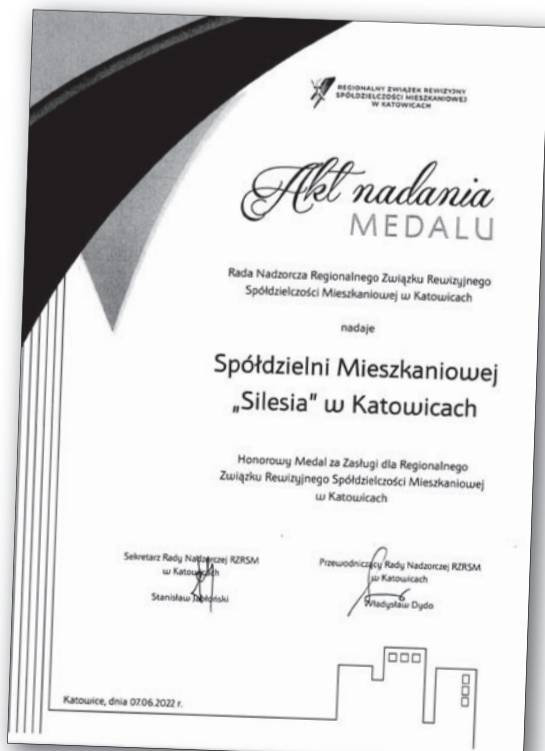 REGIONALNY ZWIĄZEK REWIZYJNY
SPÓŁDZIELCZOŚCI MIESZKANIOWEJ
W KATOWICACH
Akt nadania
MEDALU
Rada Nadzorcza Regionalnego Związku Rewizyjnego
Spółdzielczości Mieszkaniowej w Katowicach
nadaje
Spółdzielni Mieszkaniowej
„Silesia” w Katowicach
Honorowy Medal za Zasługi dla Regionalnego
Związku Rewizyjnego Spółdzielczości Mieszkaniowej
w Katowicach
Sekretarz Rady Nadzorczej RZRSM
w Katowicach
Stanisław Jabłoński
Przewodniczący Rady Nadzorczej RZRSM
w Katowicach
Władysław Dydo
Katowice, dnia 07.06.2022 r.